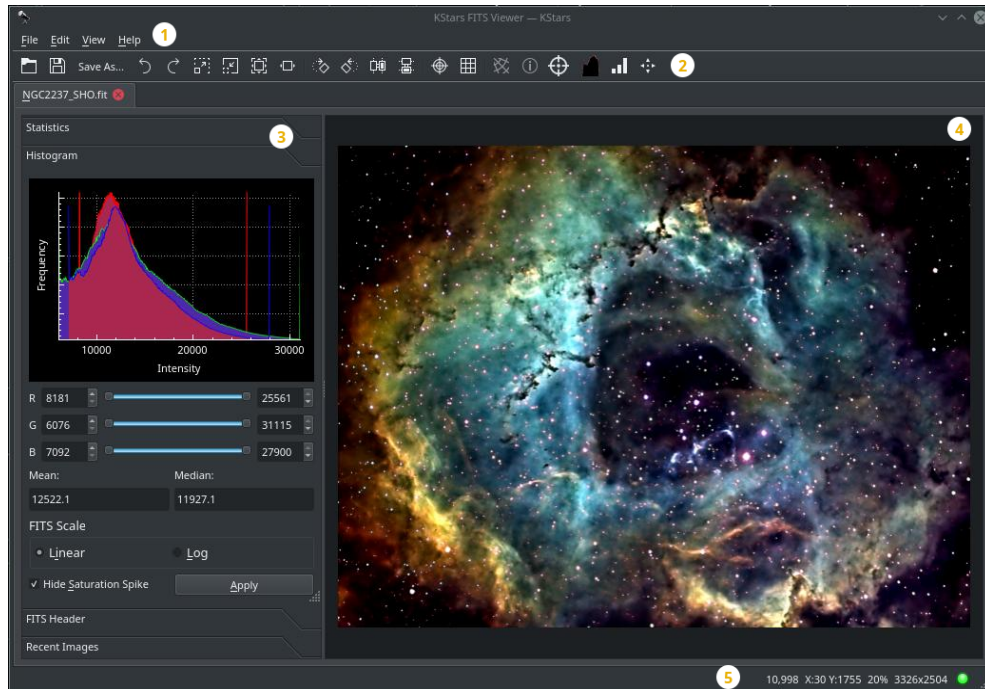 KStars FITS Viewer — KStars
File Edit View Help 1
Save As... 2
NGC2237_SHO.fit
Statistics
3
4
Histogram
Frequency
10000 20000 30000
Intensity
R 8181 25561
G 6076 31115
B 7092 27900
Mean: Median:
12522.1 11927.1
FITS Scale
Linear Log
Hide Saturation Spike Apply
FITS Header
Recent Images
5 10,998 X:30 Y:1755 20% 3326x2504